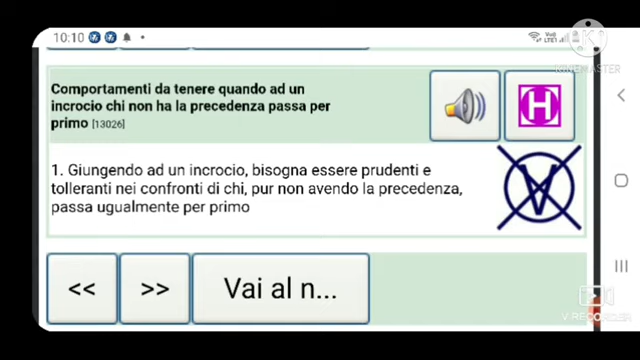 10:10
Comportamenti da tenere quando ad un
incrocio chi non ha la precedenza passa per
primo [13026]
H
1. Giungendo ad un incrocio, bisogna essere prudenti e
tolleranti nei confronti di chi, pur non avendo la precedenza,
passa ugualmente per primo
V
<< >> Vai al n...
KINEMASTER
V RECORDER